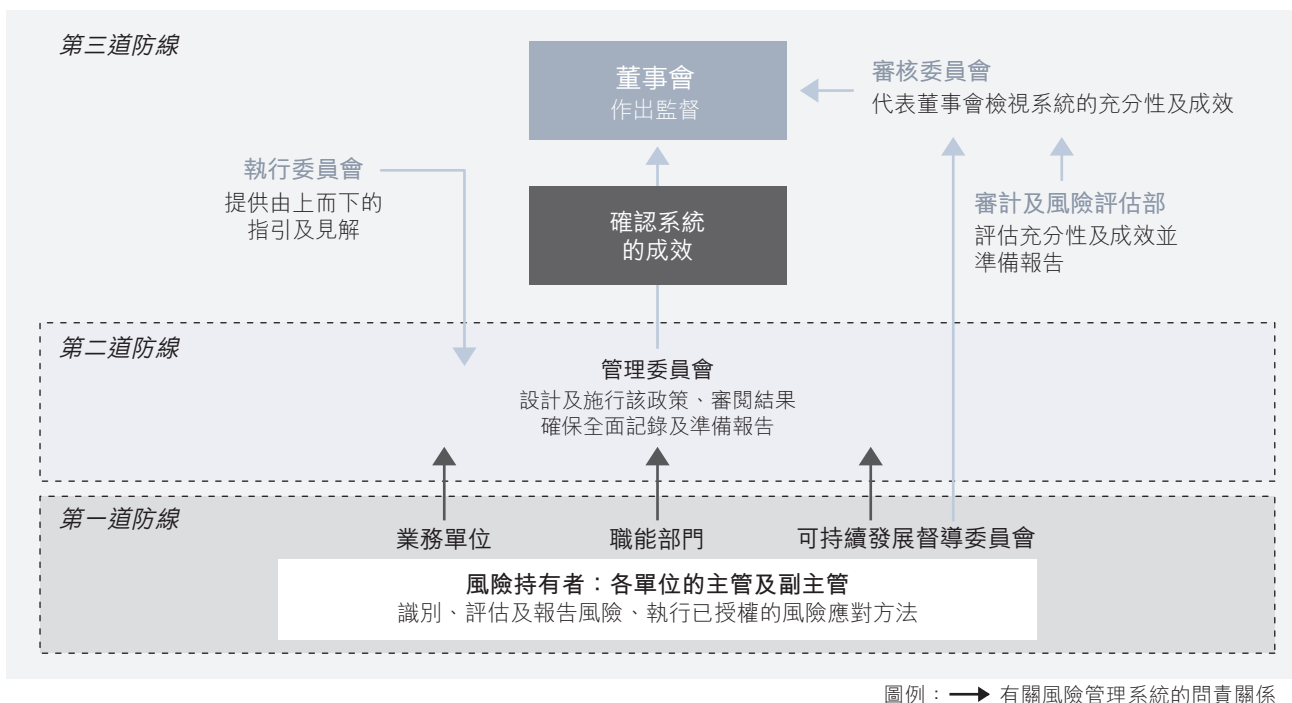 第三道防線
董事會
作出監督
審核委員會
代表董事會檢視系統的充分性及成效
執行委員會
提供由上而下的
指引及見解
確認系統
的成效
審計及風險評估部
評估充分性及成效並
準備報告
第二道防線
管理委員會
設計及施行該政策、審閱結果
確保全面記錄及準備報告
第一道防線
業務單位
職能部門
可持續發展督導委員會
風險持有者：各單位的主管及副主管
識別、評估及報告風險、執行已授權的風險應對方法
圖例： 有關風險管理系統的問責關係